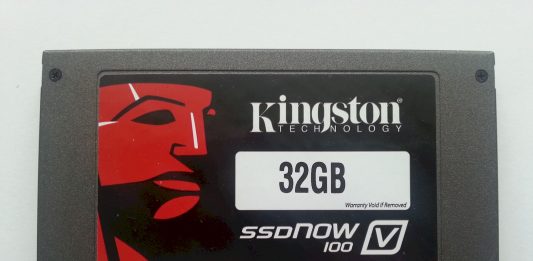 Kingston®
TECHNOLOGY
32GB
Warranty Void If Removed
SSDNOW V
100